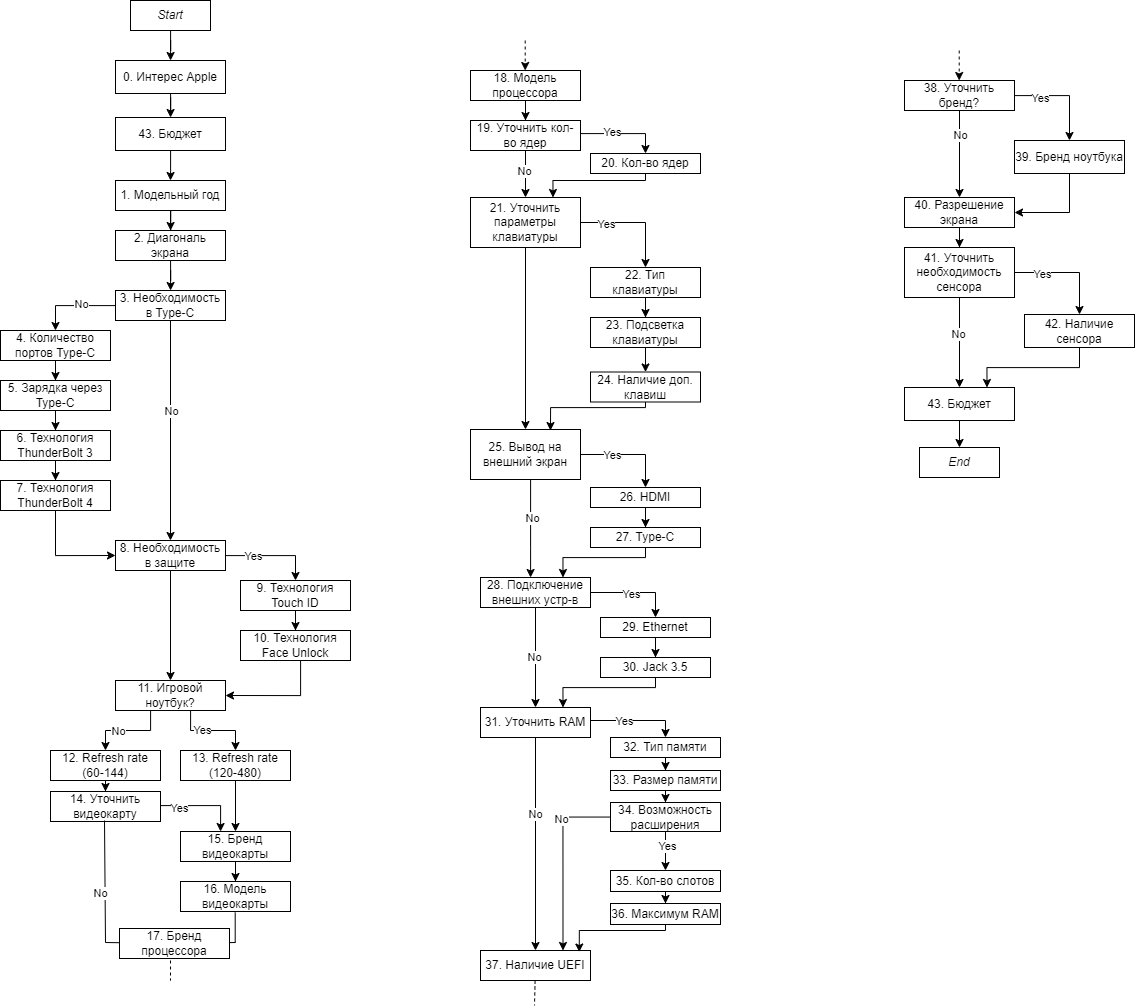 Start
0. Интерес Apple
43. Бюджет
1. Модельный год
2. Диагональ
экрана
3. Необходимость
в Type-C
No
4. Количество
портов Type-C
5. Зарядка через
Type-C
No
6. Технология
ThunderBolt 3
7. Технология
ThunderBolt 4
8. Необходимость
в защите
Yes
9. Технология
Touch ID
10. Технология
Face Unlock
11. Игровой
ноутбук?
No
Yes
12. Refresh rate
(60-144)
13. Refresh rate
(120-480)
14. Уточнить
видеокарту
Yes
15. Бренд
видеокарты
16. Модель
видеокарты
No
17. Бренд
процессора
18. Модель
процессора
19. Уточнить кол-
во ядер
Yes
20. Кол-во ядер
No
21. Уточнить
параметры
клавиатуры
Yes
22. Тип
клавиатуры
23. Подсветка
клавиатуры
24. Наличие доп.
клавиш
25. Вывод на
внешний экран
Yes
26. HDMI
No
27. Type-C
28. Подключение
внешних устр-в
Yes
29. Ethernet
No
30. Jack 3.5
31. Уточнить RAM
Yes
32. Тип памяти
33. Размер памяти
34. Возможность
расширения
No
No
Yes
35. Кол-во слотов
36. Максимум RAM
37. Наличие UEFI
38. Уточнить
бренд?
Yes
No
39. Бренд ноутбука
40. Разрешение
экрана
41. Уточнить
необходимость
сенсора
Yes
42. Наличие
сенсора
No
43. Бюджет
End